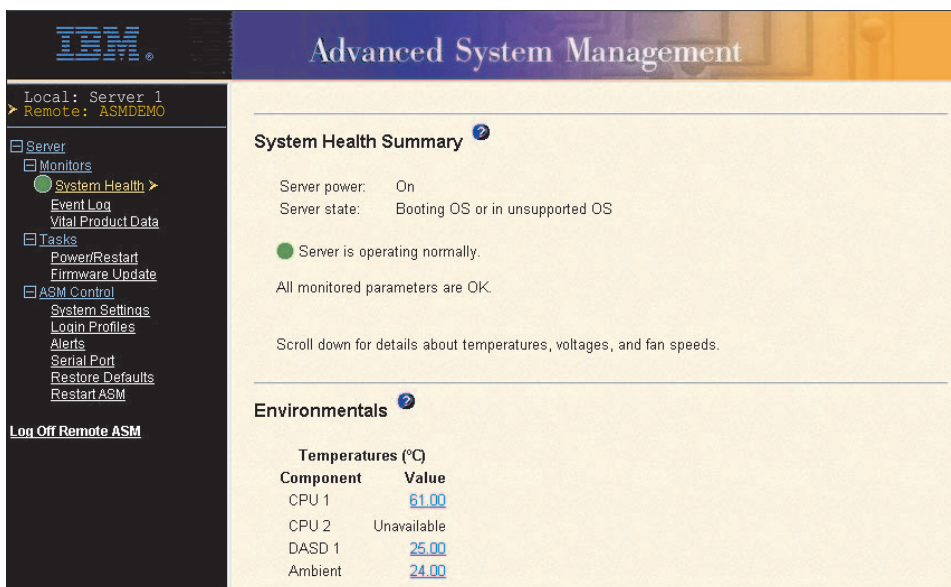 IBM®
Advanced System Management
Local: Server 1
Remote: ASMDEMO
Server
Monitors
System Health
Event Log
Vital Product Data
Tasks
Power/Restart
Firmware Update
ASM Control
System Settings
Login Profiles
Alerts
Serial Port
Restore Defaults
Restart ASM
Log Off Remote ASM
System Health Summary ?
Server power: On
Server state: Booting OS or in unsupported OS
Server is operating normally.
All monitored parameters are OK.
Scroll down for details about temperatures, voltages, and fan speeds.
Environmentals ?
Temperatures (ºC)
Component Value
CPU 1 61.00
CPU 2 Unavailable
DASD 1 25.00
Ambient 24.00